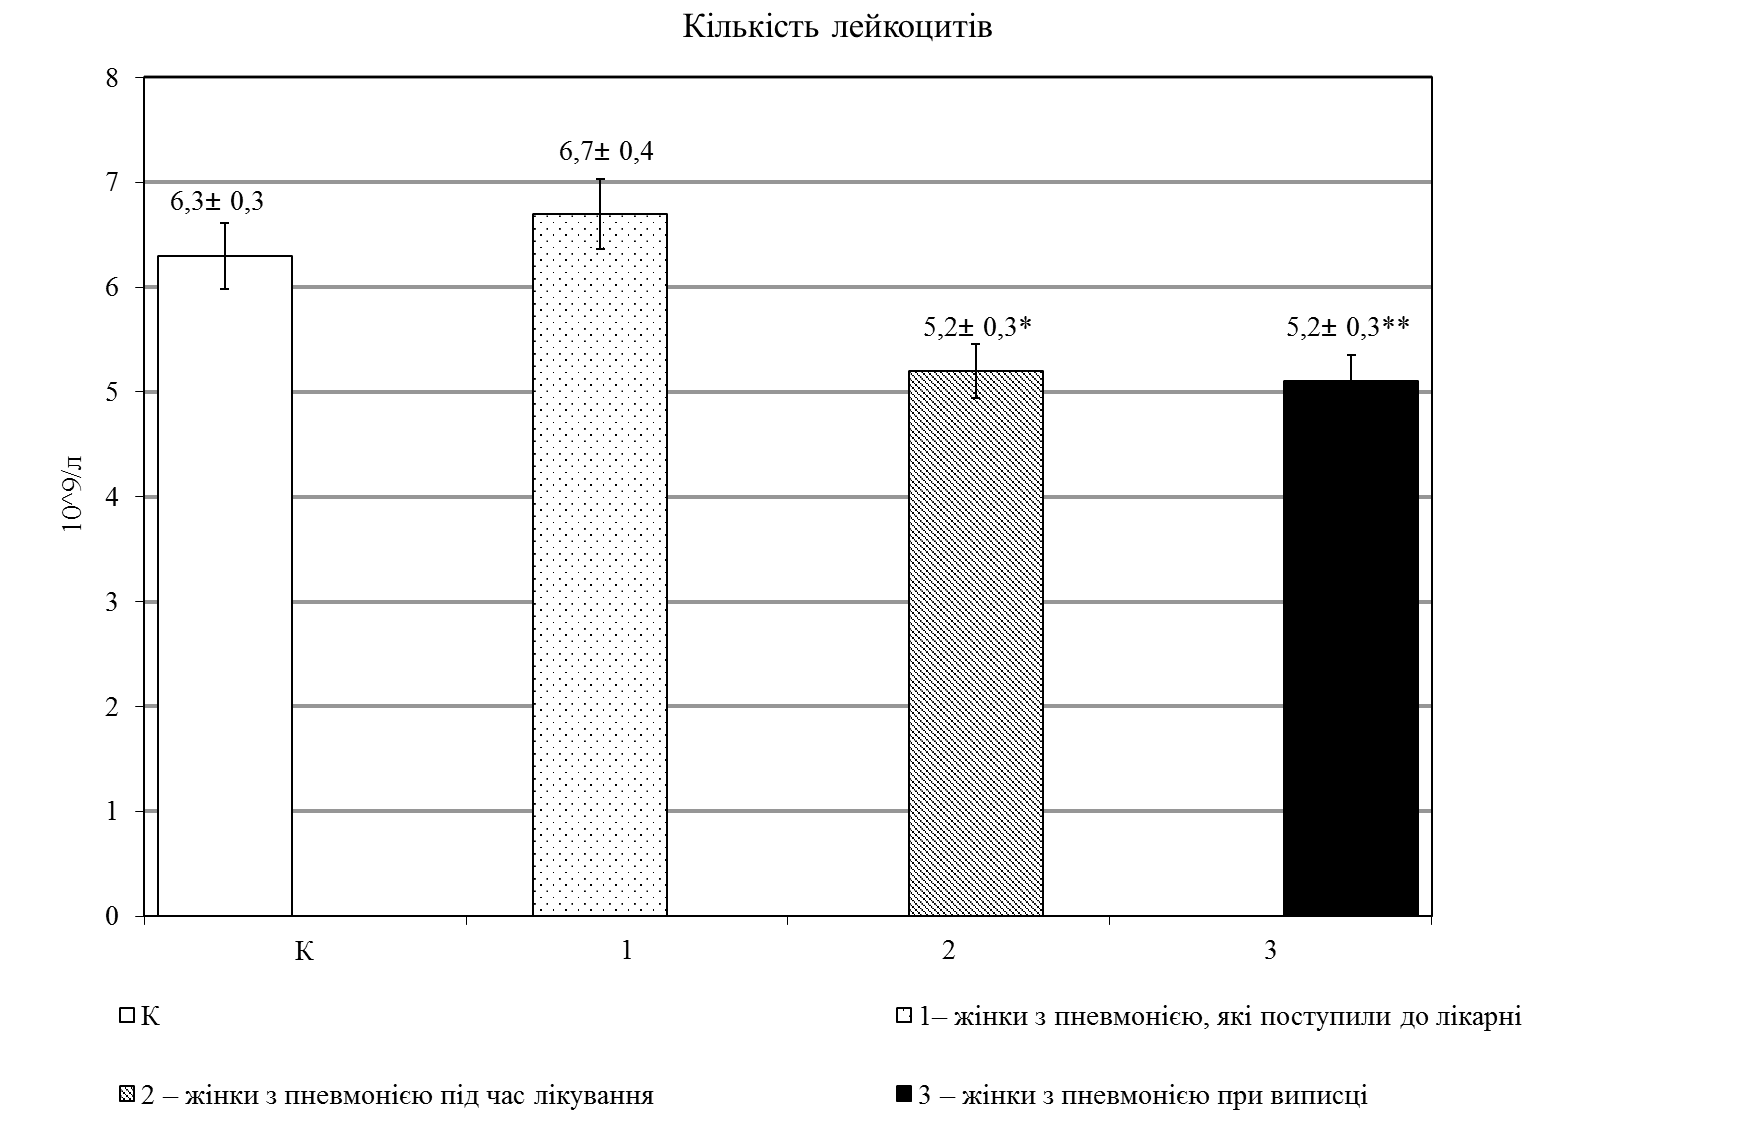 Кількість лейкоцитів
8
7
6
5
4
3
2
1
0
10^9/л
6,3± 0,3
6,7± 0,4
5,2± 0,3*
5,2± 0,3**
К
1
2
3
К
1– жінки з пневмонією, які поступили до лікарні
2 – жінки з пневмонією під час лікування
3 – жінки з пневмонією при виписці